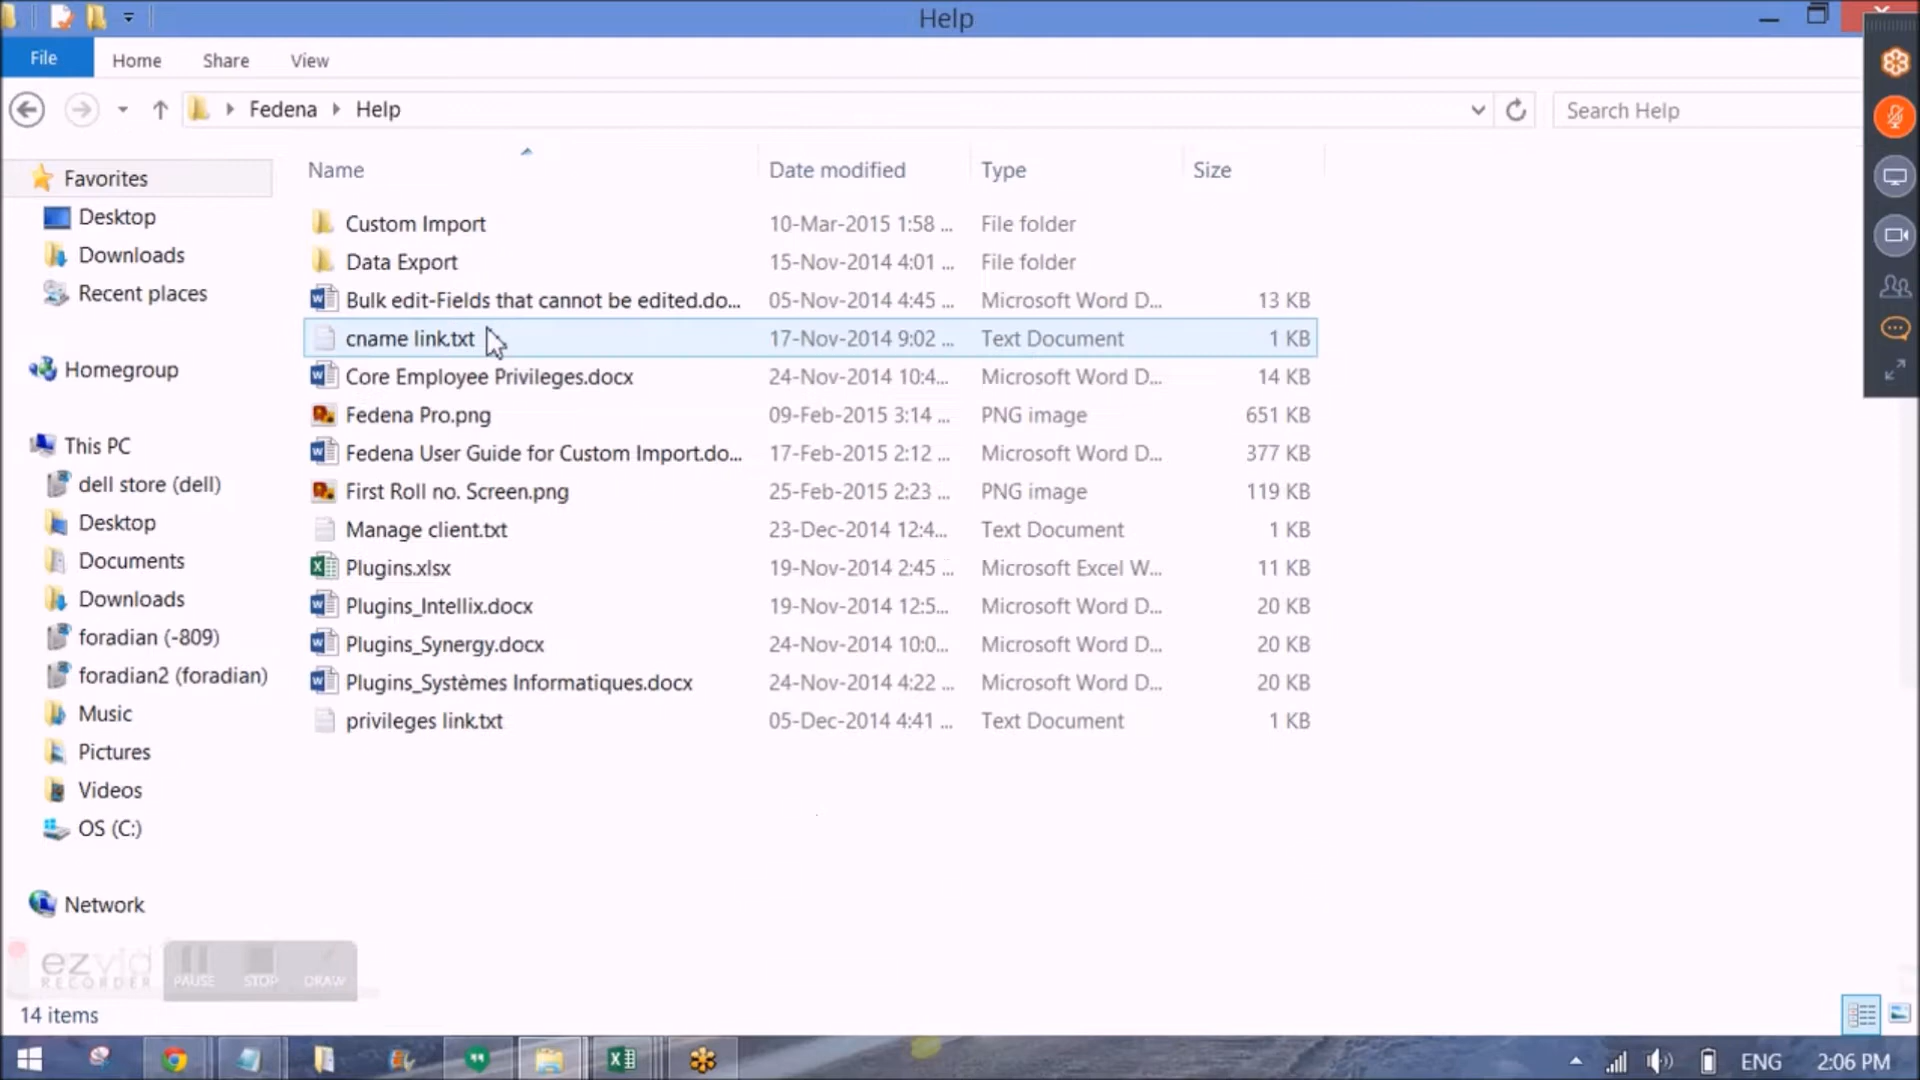 Help
File Home Share View
Fedena Help Search Help
Name Date modified Type Size
Favorites
Desktop
Downloads
Recent places
Homegroup
This PC
dell store (dell)
Desktop
Documents
Downloads
foradian (-809)
foradian2 (foradian)
Music
Pictures
Videos
OS (C:)
Network
Custom Import 10-Mar-2015 1:58 ... File folder
Data Export 15-Nov-2014 4:01 ... File folder
Bulk edit-Fields that cannot be edited.do... 05-Nov-2014 4:45 ... Microsoft Word D... 13 KB
cname link.txt 17-Nov-2014 9:02 ... Text Document 1 KB
Core Employee Privileges.docx 24-Nov-2014 10:4... Microsoft Word D... 14 KB
Fedena Pro.png 09-Feb-2015 3:14 ... PNG image 651 KB
Fedena User Guide for Custom Import.do... 17-Feb-2015 2:12 ... Microsoft Word D... 377 KB
First Roll no. Screen.png 25-Feb-2015 2:23 ... PNG image 119 KB
Manage client.txt 23-Dec-2014 12:4... Text Document 1 KB
Plugins.xlsx 19-Nov-2014 2:45 ... Microsoft Excel W... 11 KB
Plugins_Intellix.docx 19-Nov-2014 12:5... Microsoft Word D... 20 KB
Plugins_Synergy.docx 24-Nov-2014 10:0... Microsoft Word D... 20 KB
Plugins_Systèmes Informatiques.docx 24-Nov-2014 4:22 ... Microsoft Word D... 20 KB
privileges link.txt 05-Dec-2014 4:41 ... Text Document 1 KB
ezvid
RECORDER PAUSE STOP DRAW
14 items
ENG 2:06 PM